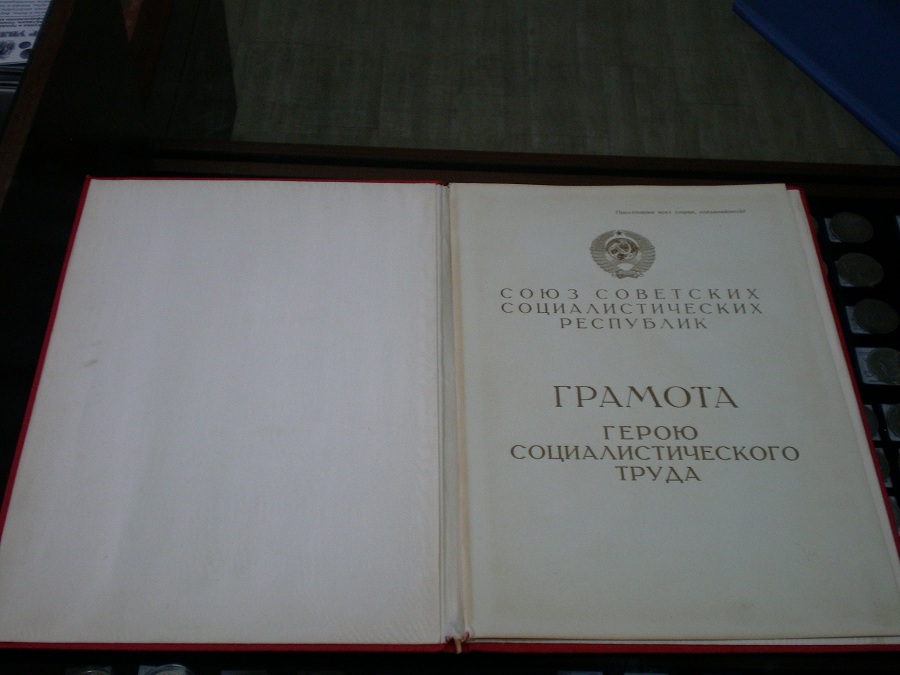 Пролетарии всех стран, соединяйтесь!
СОЮЗ СОВЕТСКИХ
СОЦИАЛИСТИЧЕСКИХ
РЕСПУБЛИК
ГРАМОТА
ГЕРОЮ
СОЦИАЛИСТИЧЕСКОГО
ТРУДА